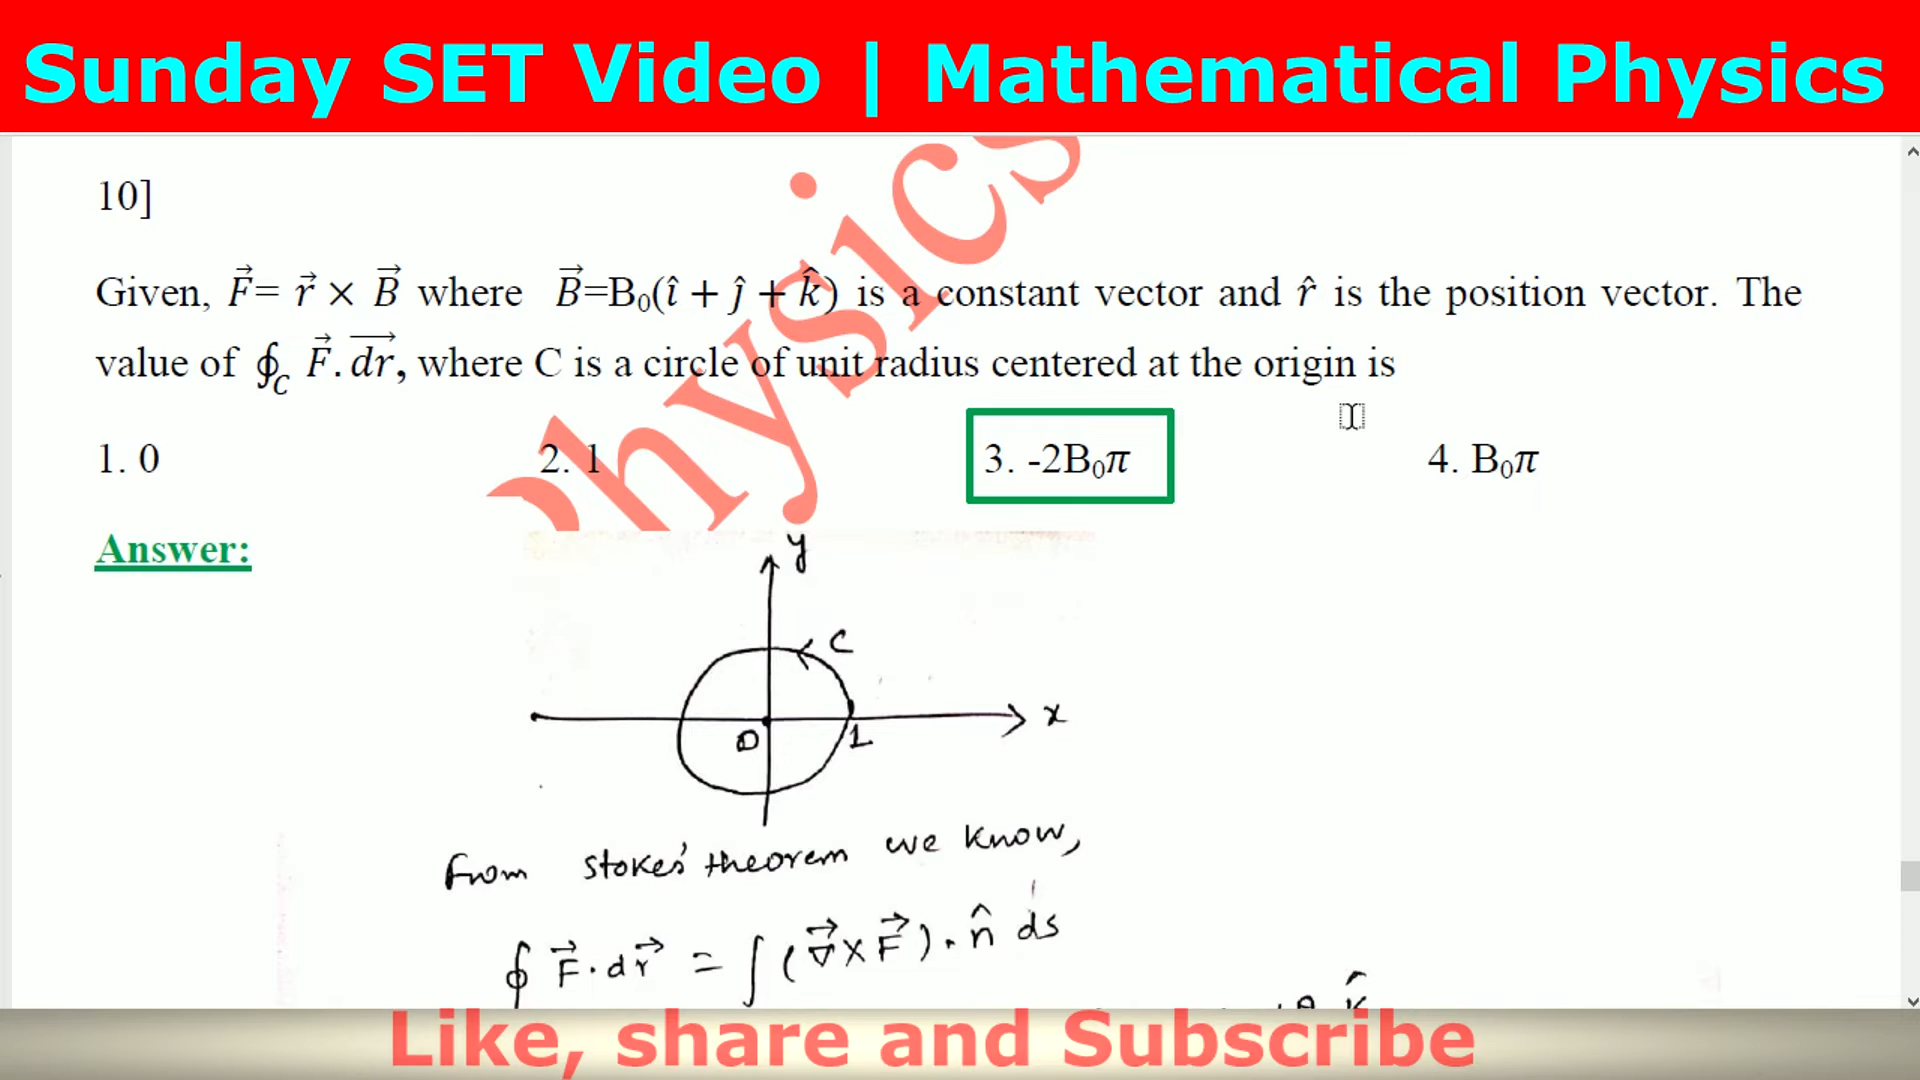 Sunday SET Video | Mathematical Physics
Physics
10]
Given, F⃗= r⃗ × B⃗ where B⃗=B₀(î + ĵ + k̂) is a constant vector and r̂ is the position vector. The
value of ∮_C F⃗. dr⃗, where C is a circle of unit radius centered at the origin is
1. 0 2. 1 3. -2B₀π 4. B₀π
Answer:
y
C
x
O 1
From stokes' theorem we know,
∮ F⃗·dr⃗ = ∫(∇⃗×F⃗)·n̂ ds
Like, share and Subscribe